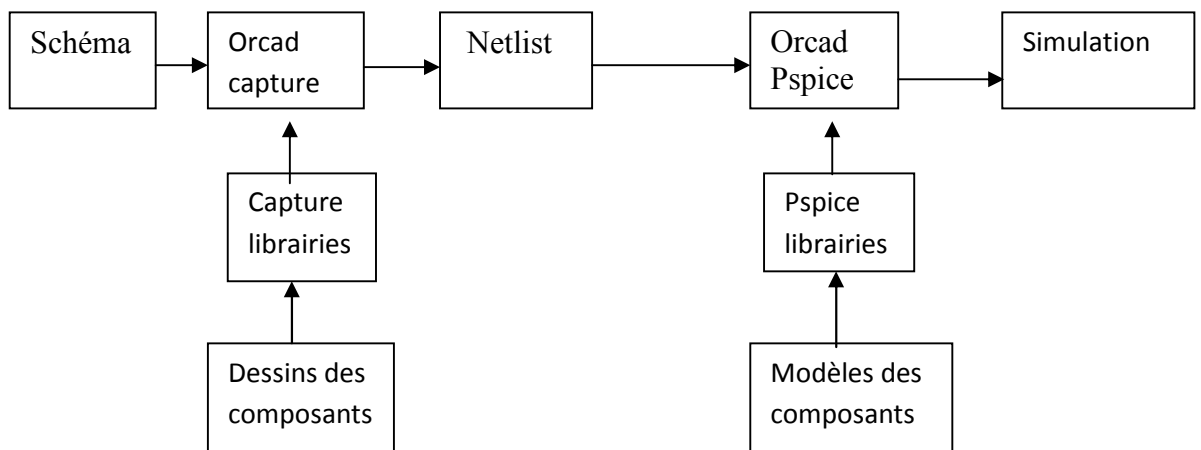 Schéma
Orcad
capture
Netlist
Orcad
Pspice
Simulation
Capture
librairies
Pspice
librairies
Dessins des
composants
Modèles des
composants